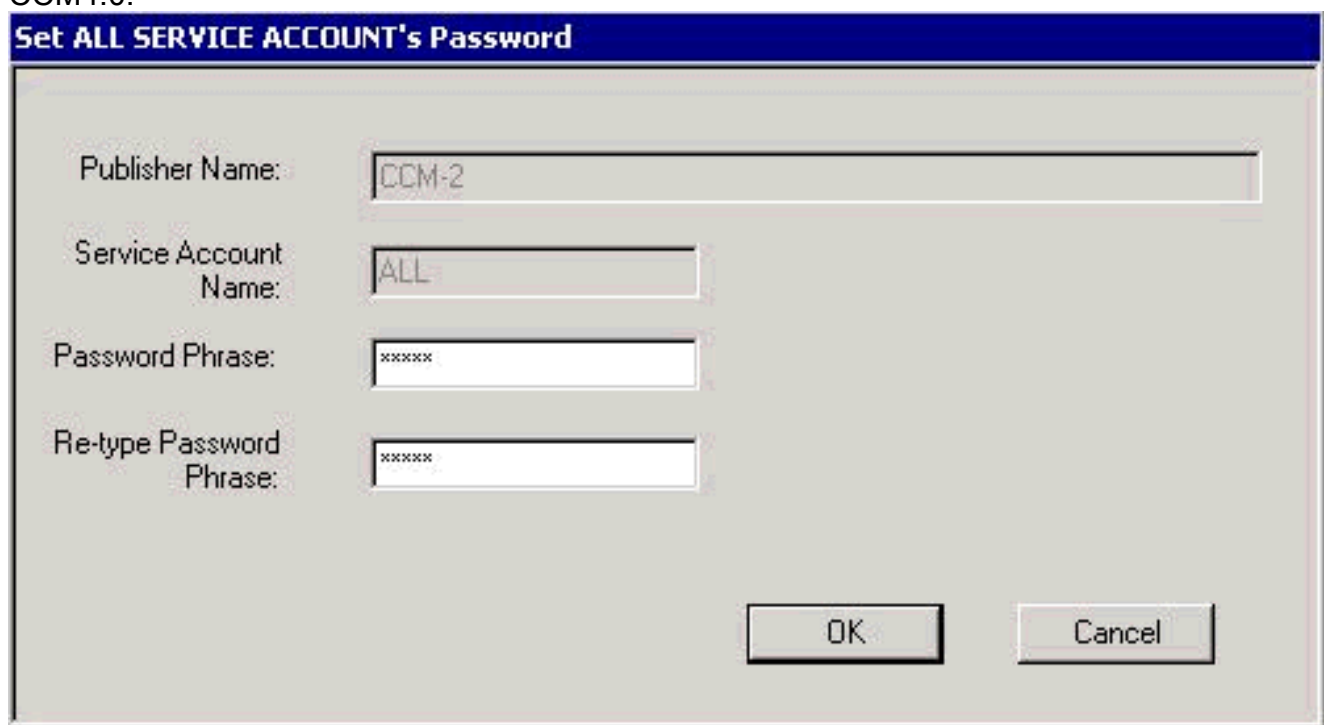 Set ALL SERVICE ACCOUNT's Password
Publisher Name:
CCM-2
Service Account
Name:
ALL
Password Phrase:
*****
Re-type Password
Phrase:
*****
OK
Cancel